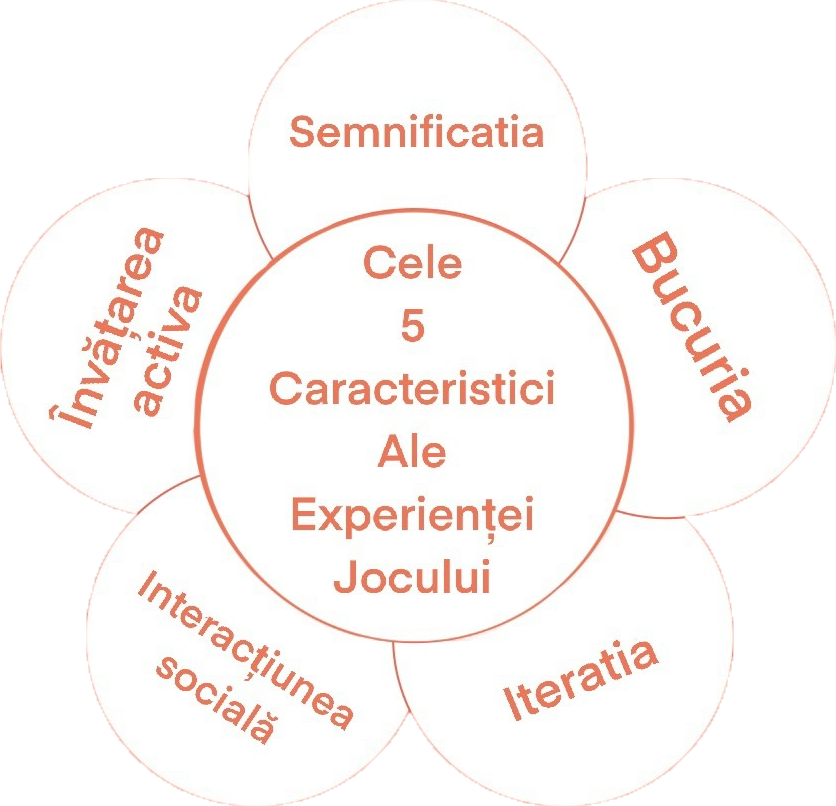 Semnificatia
Bucuria
Iteratia
Interacțiunea
socială
Învățarea
activa
Cele
5
Caracteristici
Ale
Experienței
Jocului